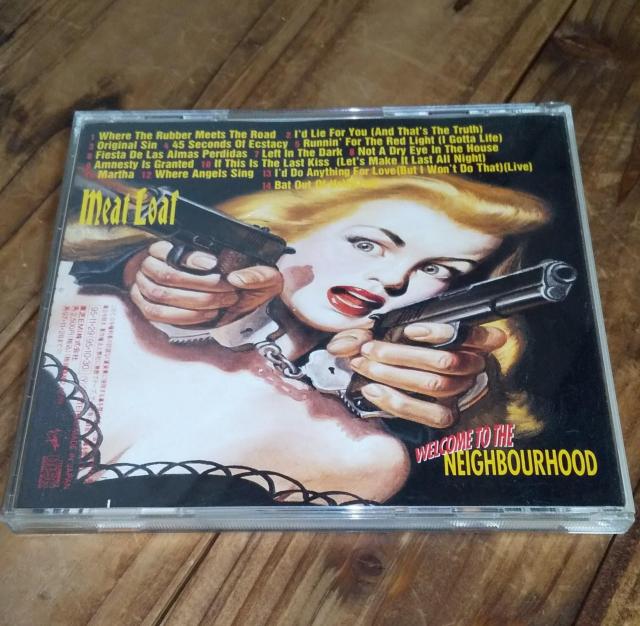 1 Where The Rubber Meets The Road 2 I'd Lie For You (And That's The Truth)
3 Original Sin 4 45 Seconds Of Ecstacy 5 Runnin' For The Red Light (I Gotta Life)
6 Fiesta De Las Almas Perdidas 7 Left In The Dark 8 Not A Dry Eye In The House
9 Amnesty Is Granted 10 If This Is The Last Kiss (Let's Make It Last All Night)
11 Martha 12 Where Angels Sing 13 I'd Do Anything For Love(But I Won't Do That)(Live)
14 Bat Out Of
Meat Loaf
WELCOME TO THE
NEIGHBOURHOOD